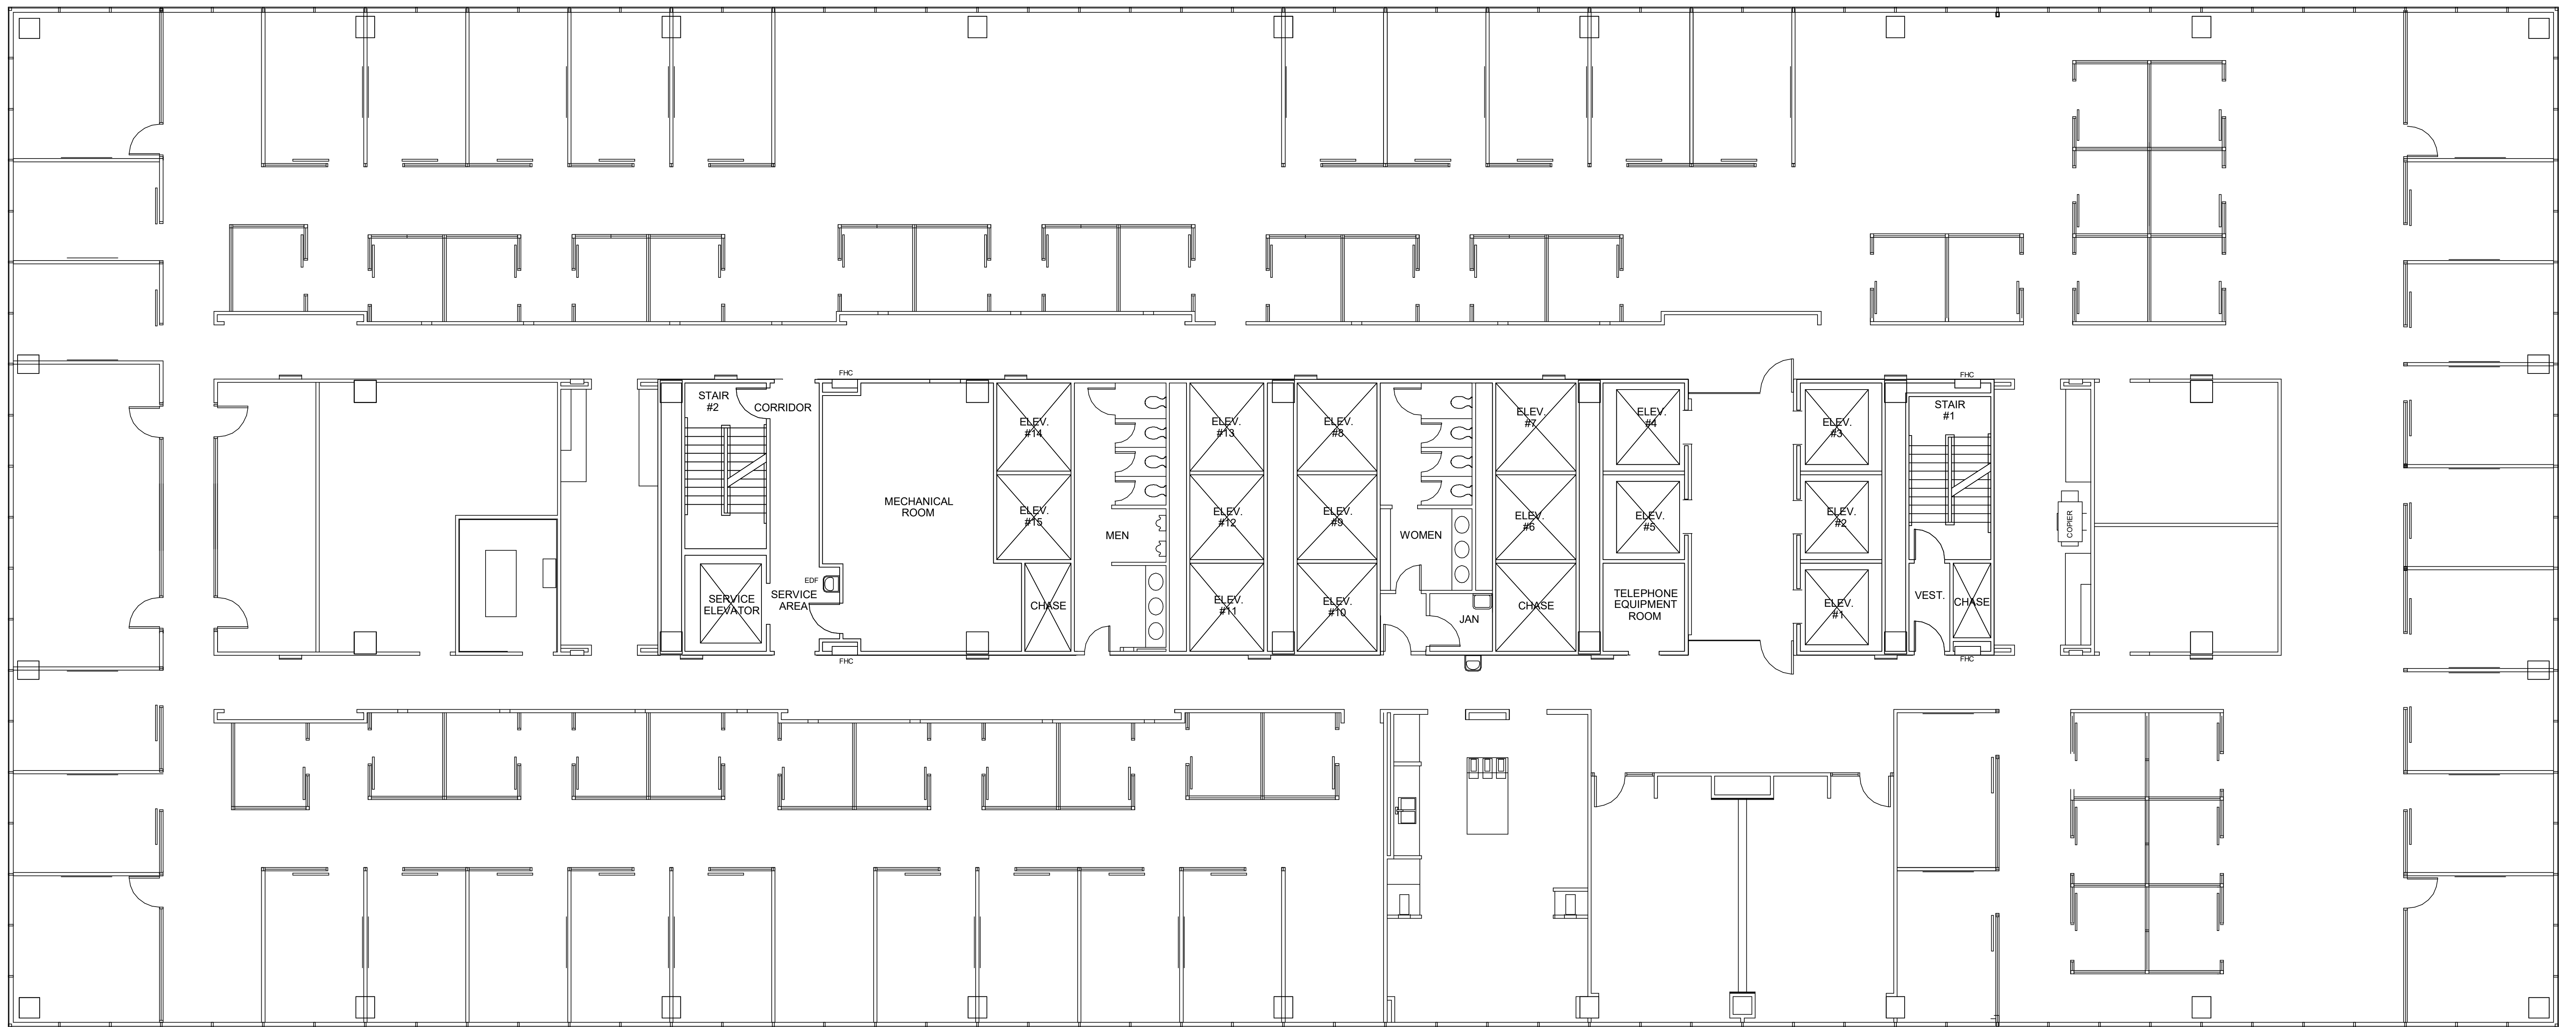 FHC
FHC
STAIR
#2
CORRIDOR
STAIR
#1
ELEV.
#14
ELEV.
#13
ELEV.
#8
ELEV.
#7
ELEV.
#4
ELEV.
#3
MECHANICAL
ROOM
ELEV.
#15
MEN
ELEV.
#12
ELEV.
#9
WOMEN
ELEV.
#6
ELEV.
#5
ELEV.
#2
COPIER
EDF
SERVICE
ELEVATOR
SERVICE
AREA
CHASE
ELEV.
#11
ELEV.
#10
JAN
CHASE
TELEPHONE
EQUIPMENT
ROOM
ELEV.
#1
VEST.
CHASE
FHC
FHC